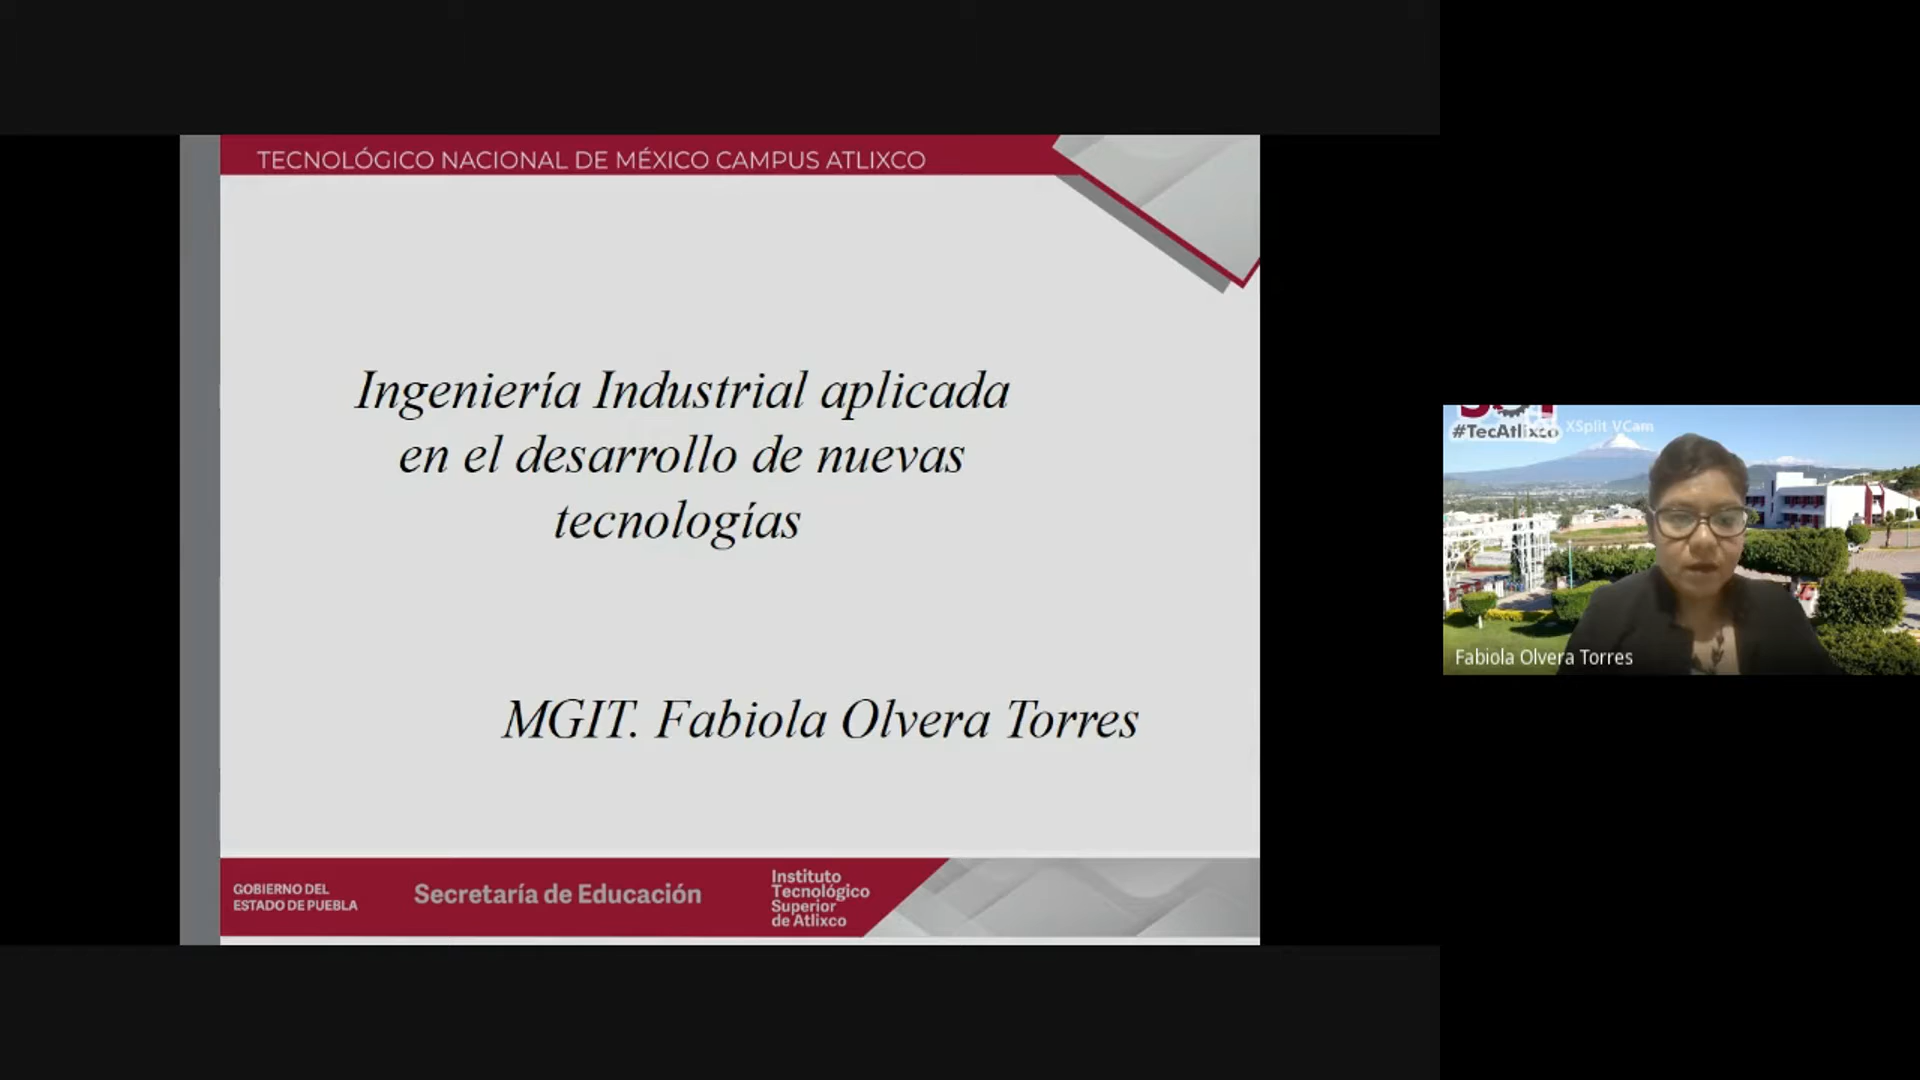 TECNOLÓGICO NACIONAL DE MÉXICO CAMPUS ATLIXCO
Ingeniería Industrial aplicada
en el desarrollo de nuevas
tecnologías
MGIT. Fabiola Olvera Torres
GOBIERNO DEL
ESTADO DE PUEBLA
Secretaría de Educación
Instituto
Tecnológico
Superior
de Atlixco
#TecAtlixco
XSplit VCam
Fabiola Olvera Torres